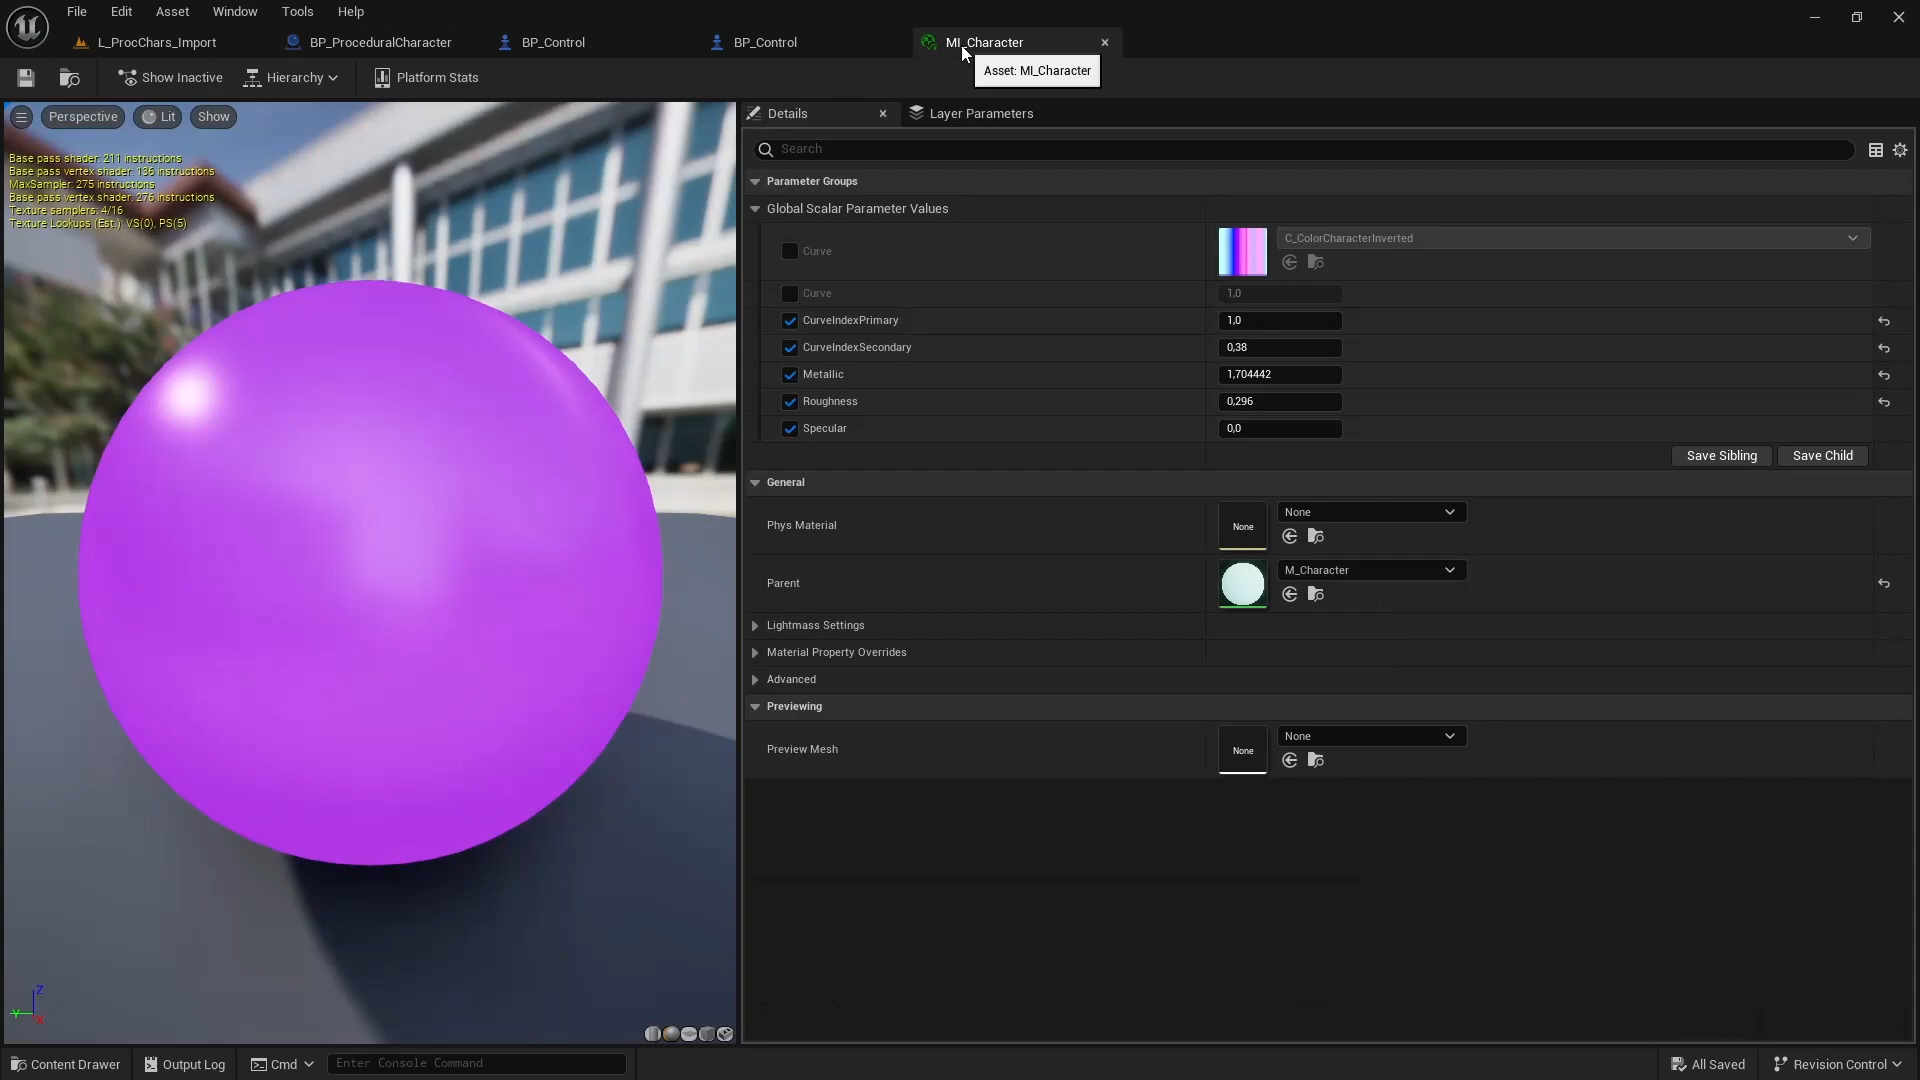 File Edit Asset Window Tools Help
L_ProcChars_Import BP_ProceduralCharacter BP_Control BP_Control MI_Character
Asset: MI_Character
Show Inactive Hierarchy Platform Stats
Perspective Lit Show
Base pass shader: 211 instructions
Base pass vertex shader: 136 instructions
MaxSampler: 275 instructions
Base pass vertex shader: 276 instructions
Texture samplers: 4/16
Texture Lookups (Est.): VS(0), PS(5)
Z
Y
X
Details Layer Parameters
Search
Parameter Groups
Global Scalar Parameter Values
Curve C_ColorCharacterInverted
Curve 1,0
CurveIndexPrimary 1,0
CurveIndexSecondary 0,38
Metallic 1,704442
Roughness 0,296
Specular 0,0
Save Sibling Save Child
General
Phys Material None None
Parent M_Character
Lightmass Settings
Material Property Overrides
Advanced
Previewing
Preview Mesh None None
Content Drawer Output Log Cmd Enter Console Command All Saved Revision Control